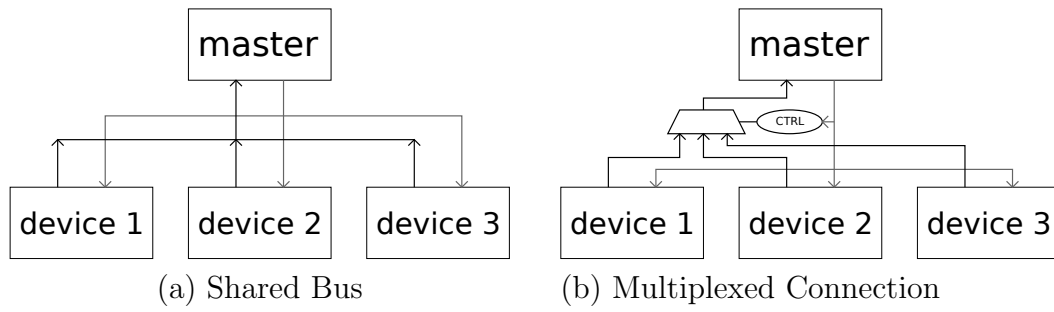 master
device 1 device 2 device 3
(a) Shared Bus
master
CTRL
device 1 device 2 device 3
(b) Multiplexed Connection